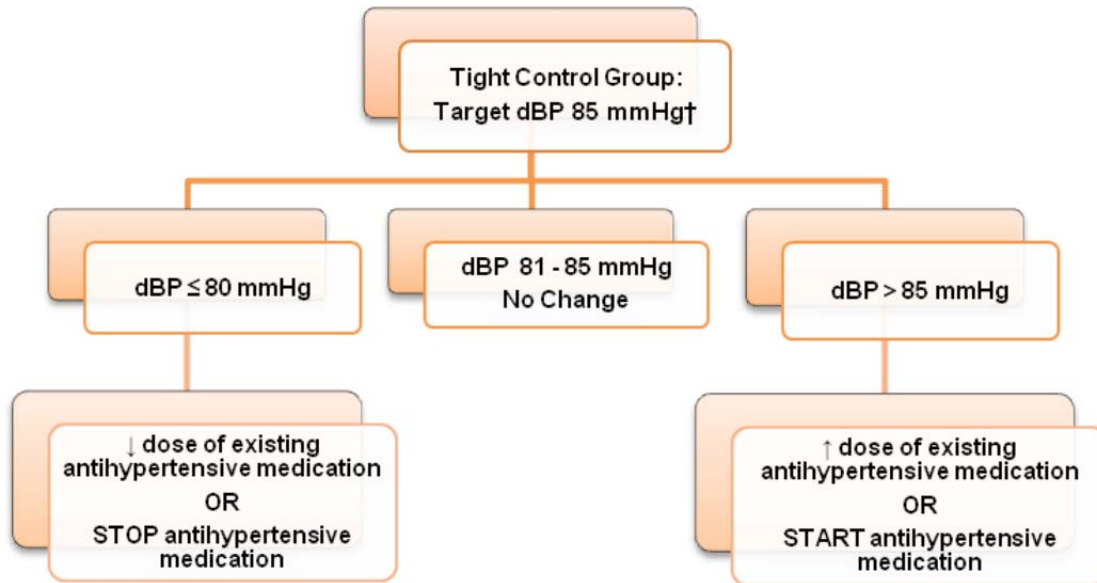 Tight Control Group:
Target dBP 85 mmHg†
dBP ≤ 80 mmHg
dBP 81 - 85 mmHg
No Change
dBP > 85 mmHg
↓ dose of existing
antihypertensive medication
OR
STOP antihypertensive
medication
↑ dose of existing
antihypertensive medication
OR
START antihypertensive
medication